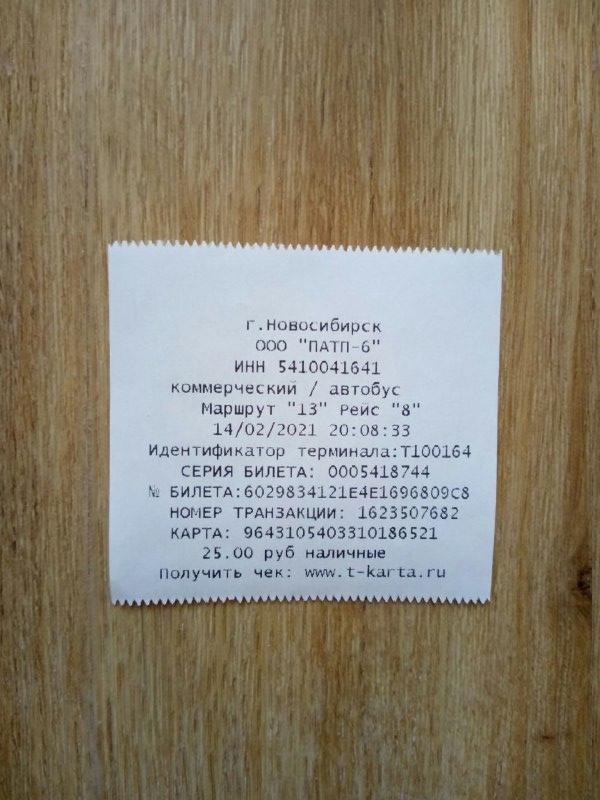 г.Новосибирск
ООО "ПАТП-6"
ИНН 5410041641
коммерческий / автобус
Маршрут "13" Рейс "8"
14/02/2021 20:08:33
Идентификатор терминала:T100164
СЕРИЯ БИЛЕТА: 0005418744
№ БИЛЕТА:6029834121E4E1696809C8
НОМЕР ТРАНЗАКЦИИ: 1623507682
КАРТА: 9643105403310186521
25.00 руб наличные
Получить чек: www.t-karta.ru